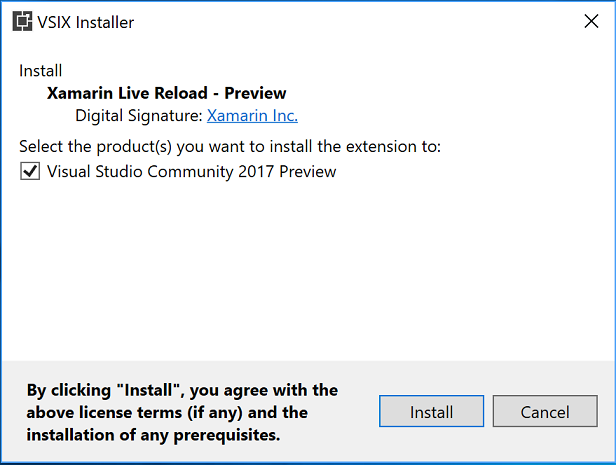 VSIX Installer
Install
Xamarin Live Reload - Preview
Digital Signature: Xamarin Inc.
Select the product(s) you want to install the extension to:
Visual Studio Community 2017 Preview
By clicking "Install", you agree with the
above license terms (if any) and the
installation of any prerequisites.
Install
Cancel